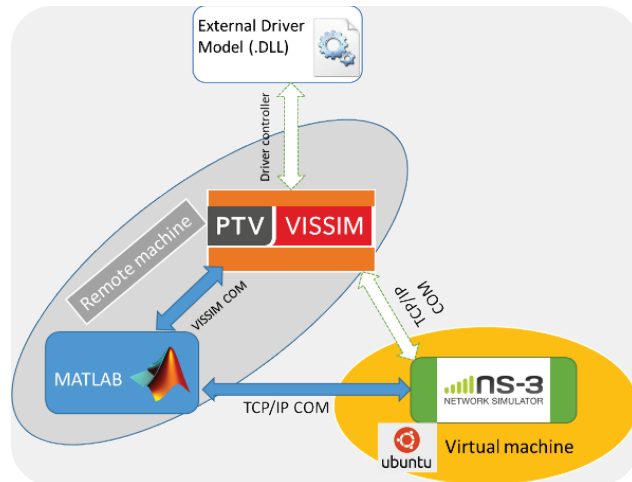 External Driver
Model (.DLL)
Driver controller
PTV VISSIM
Remote machine
VISSIM COM
TCP/IP
COM
MATLAB
TCP/IP COM
ns-3
NETWORK SIMULATOR
ubuntu
Virtual machine